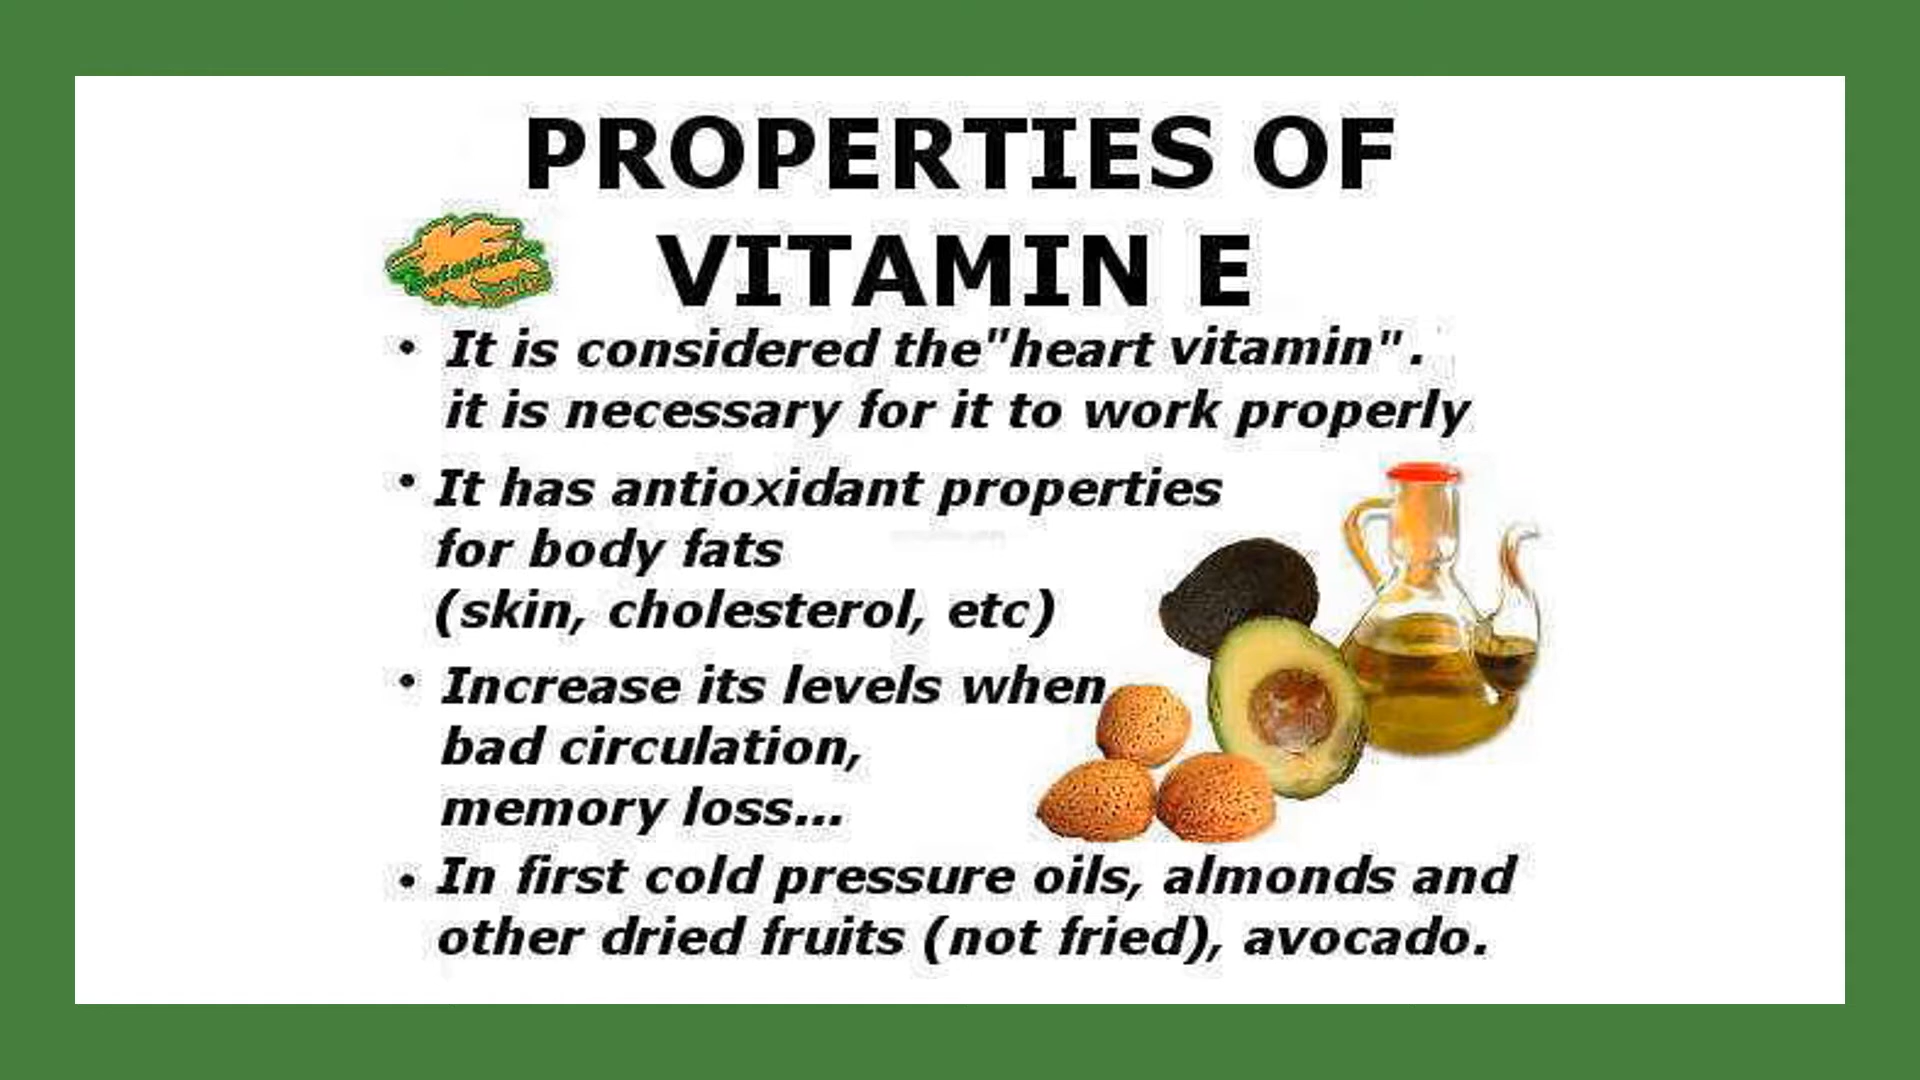 PROPERTIES OF
VITAMIN E
• It is considered the"heart vitamin".
it is necessary for it to work properly
• It has antioxidant properties
for body fats
(skin, cholesterol, etc)
• Increase its levels when
bad circulation,
memory loss...
• In first cold pressure oils, almonds and
other dried fruits (not fried), avocado.